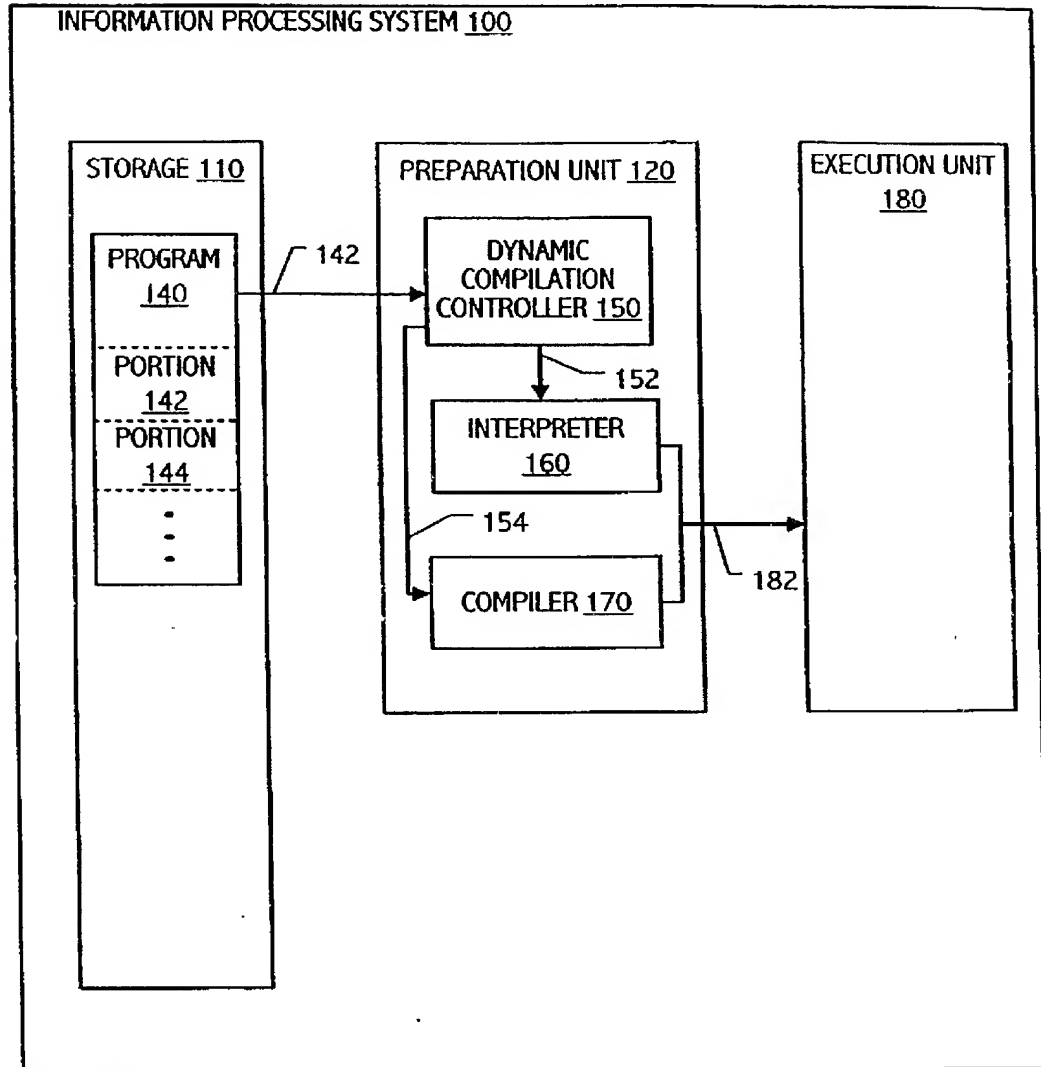 INFORMATION PROCESSING SYSTEM 100
STORAGE 110
PROGRAM
140
PORTION
142
PORTION
144
142
PREPARATION UNIT 120
DYNAMIC
COMPILATION
CONTROLLER 150
152
INTERPRETER
160
154
COMPILER 170
182
EXECUTION UNIT
180